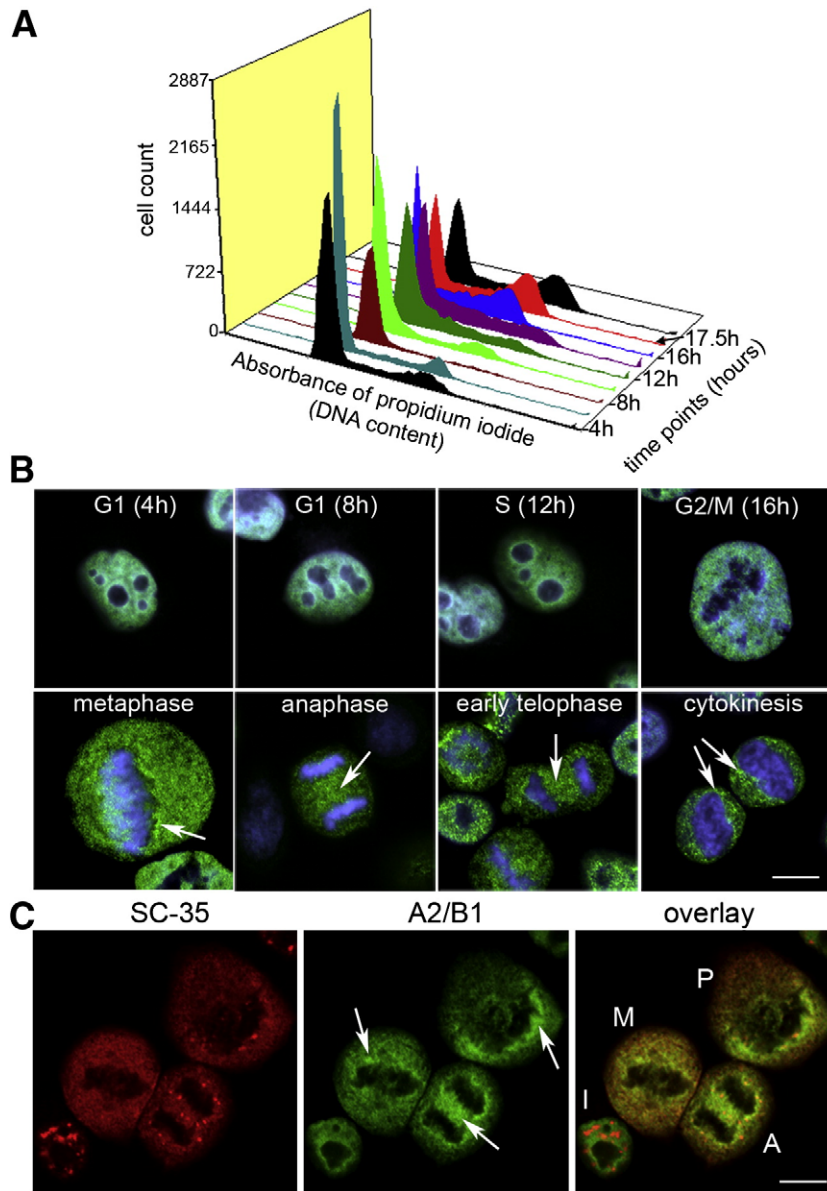 A
2887
2165
1444
722
0
cell count
Absorbance of propidium iodide
(DNA content)
4h
8h
12h
16h
17.5h
time points (hours)
B
G1 (4h)
G1 (8h)
S (12h)
G2/M (16h)
metaphase
anaphase
early telophase
cytokinesis
C
SC-35
A2/B1
overlay
P
M
I
A